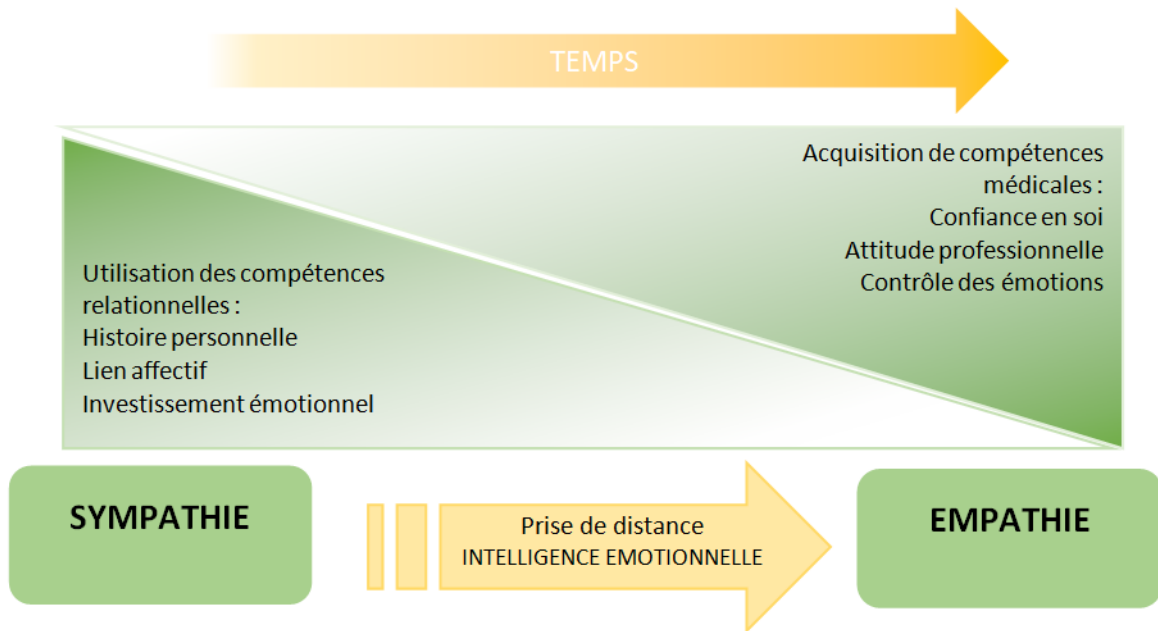 TEMPS
Acquisition de compétences
médicales :
Confiance en soi
Attitude professionnelle
Contrôle des émotions
Utilisation des compétences
relationnelles :
Histoire personnelle
Lien affectif
Investissement émotionnel
SYMPATHIE
Prise de distance
INTELLIGENCE EMOTIONNELLE
EMPATHIE